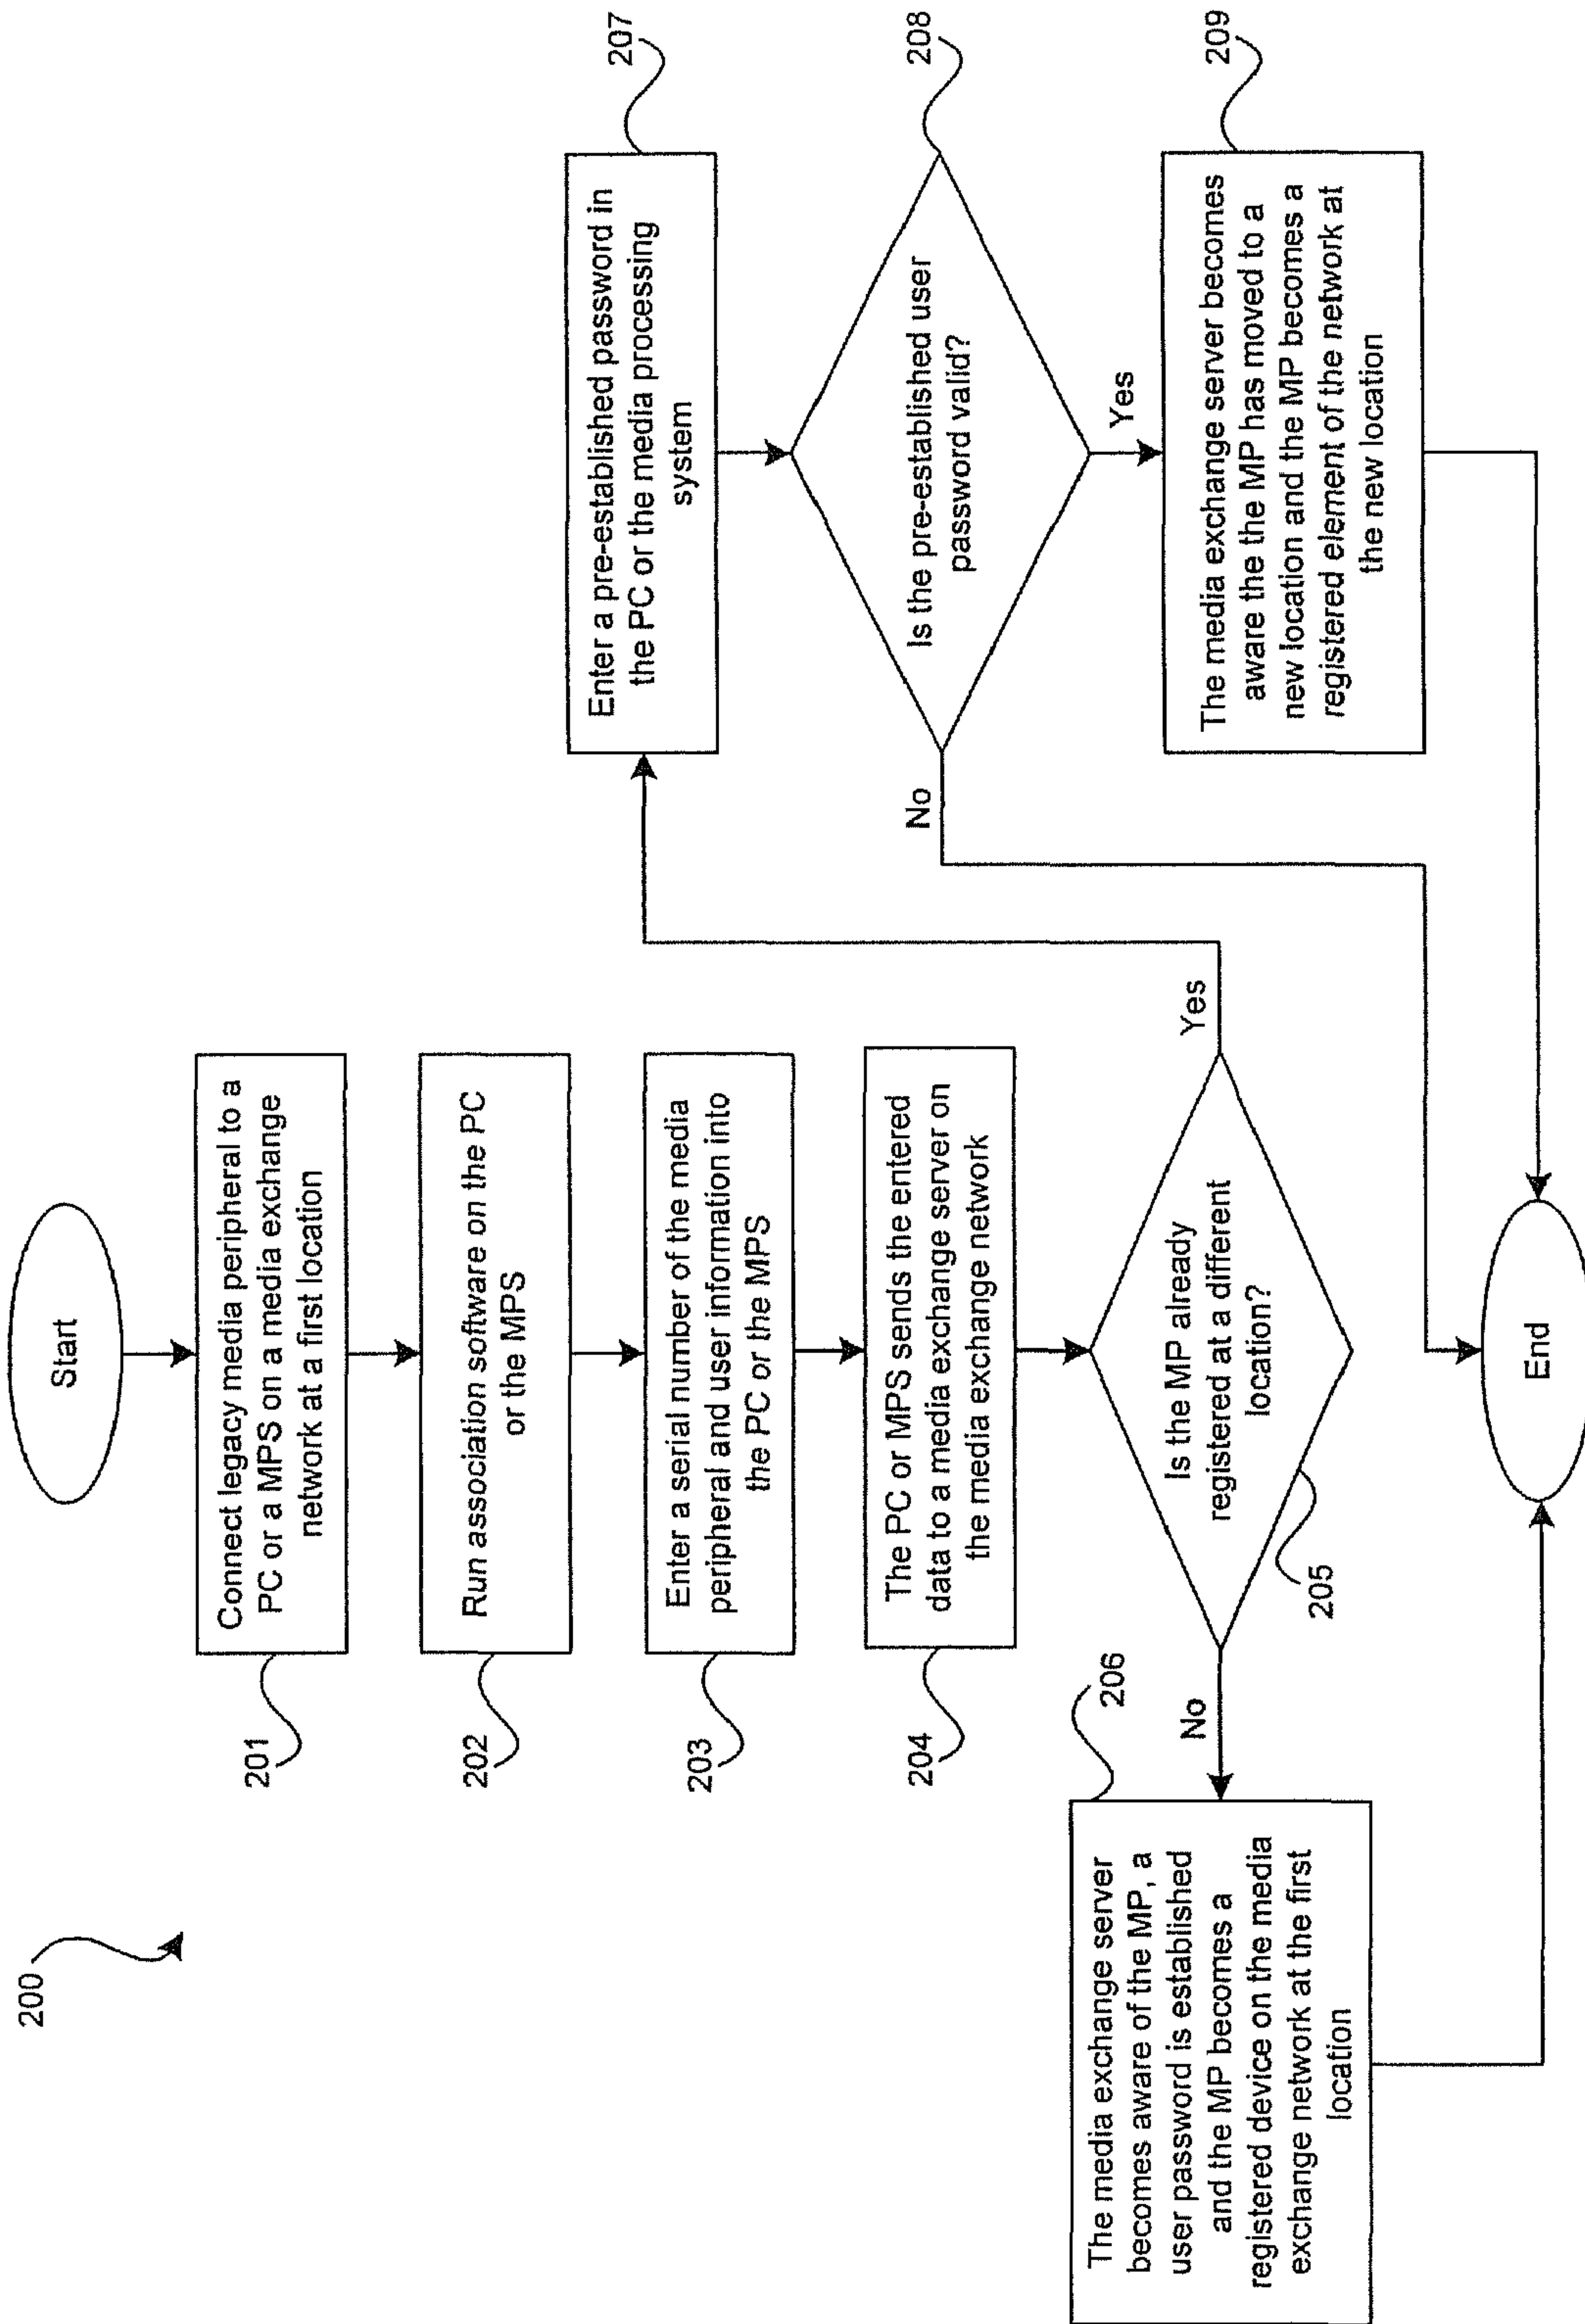 200
Start
Connect legacy media peripheral to a
PC or a MPS on a media exchange
network at a first location
201
Run association software on the PC
or the MPS
202
Enter a serial number of the media
peripheral and user information into
the PC or the MPS
203
The PC or MPS sends the entered
data to a media exchange server on
the media exchange network
204
Is the MP already
registered at a different
location?
205
No
Yes
206
The media exchange server
becomes aware of the MP, a
user password is established
and the MP becomes a
registered device on the media
exchange network at the first
location
207
Enter a pre-established password in
the PC or the media processing
system
208
Is the pre-established user
password valid?
No
Yes
209
The media exchange server becomes
aware the the MP has moved to a
new location and the MP becomes a
registered element of the network at
the new location
End